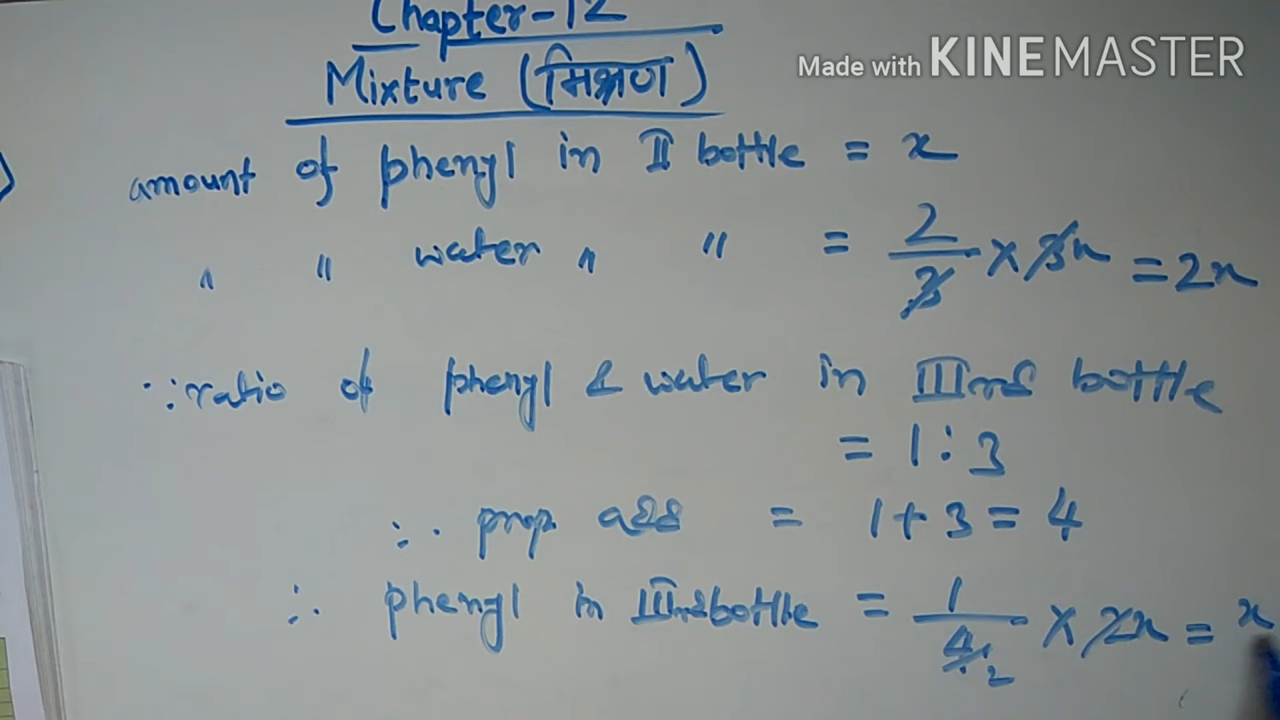 Chapter-12
Made with KINEMASTER
Mixture (मिश्रण)
amount of phenyl in II bottle = x
" " water " " = 2/3 × 3x = 2x
∵ ratio of phenyl & water in IIIrd bottle
= 1:3
∴ prop. add = 1+3 = 4
∴ phenyl in IIIrd bottle = 1/4 2 × 2x = x